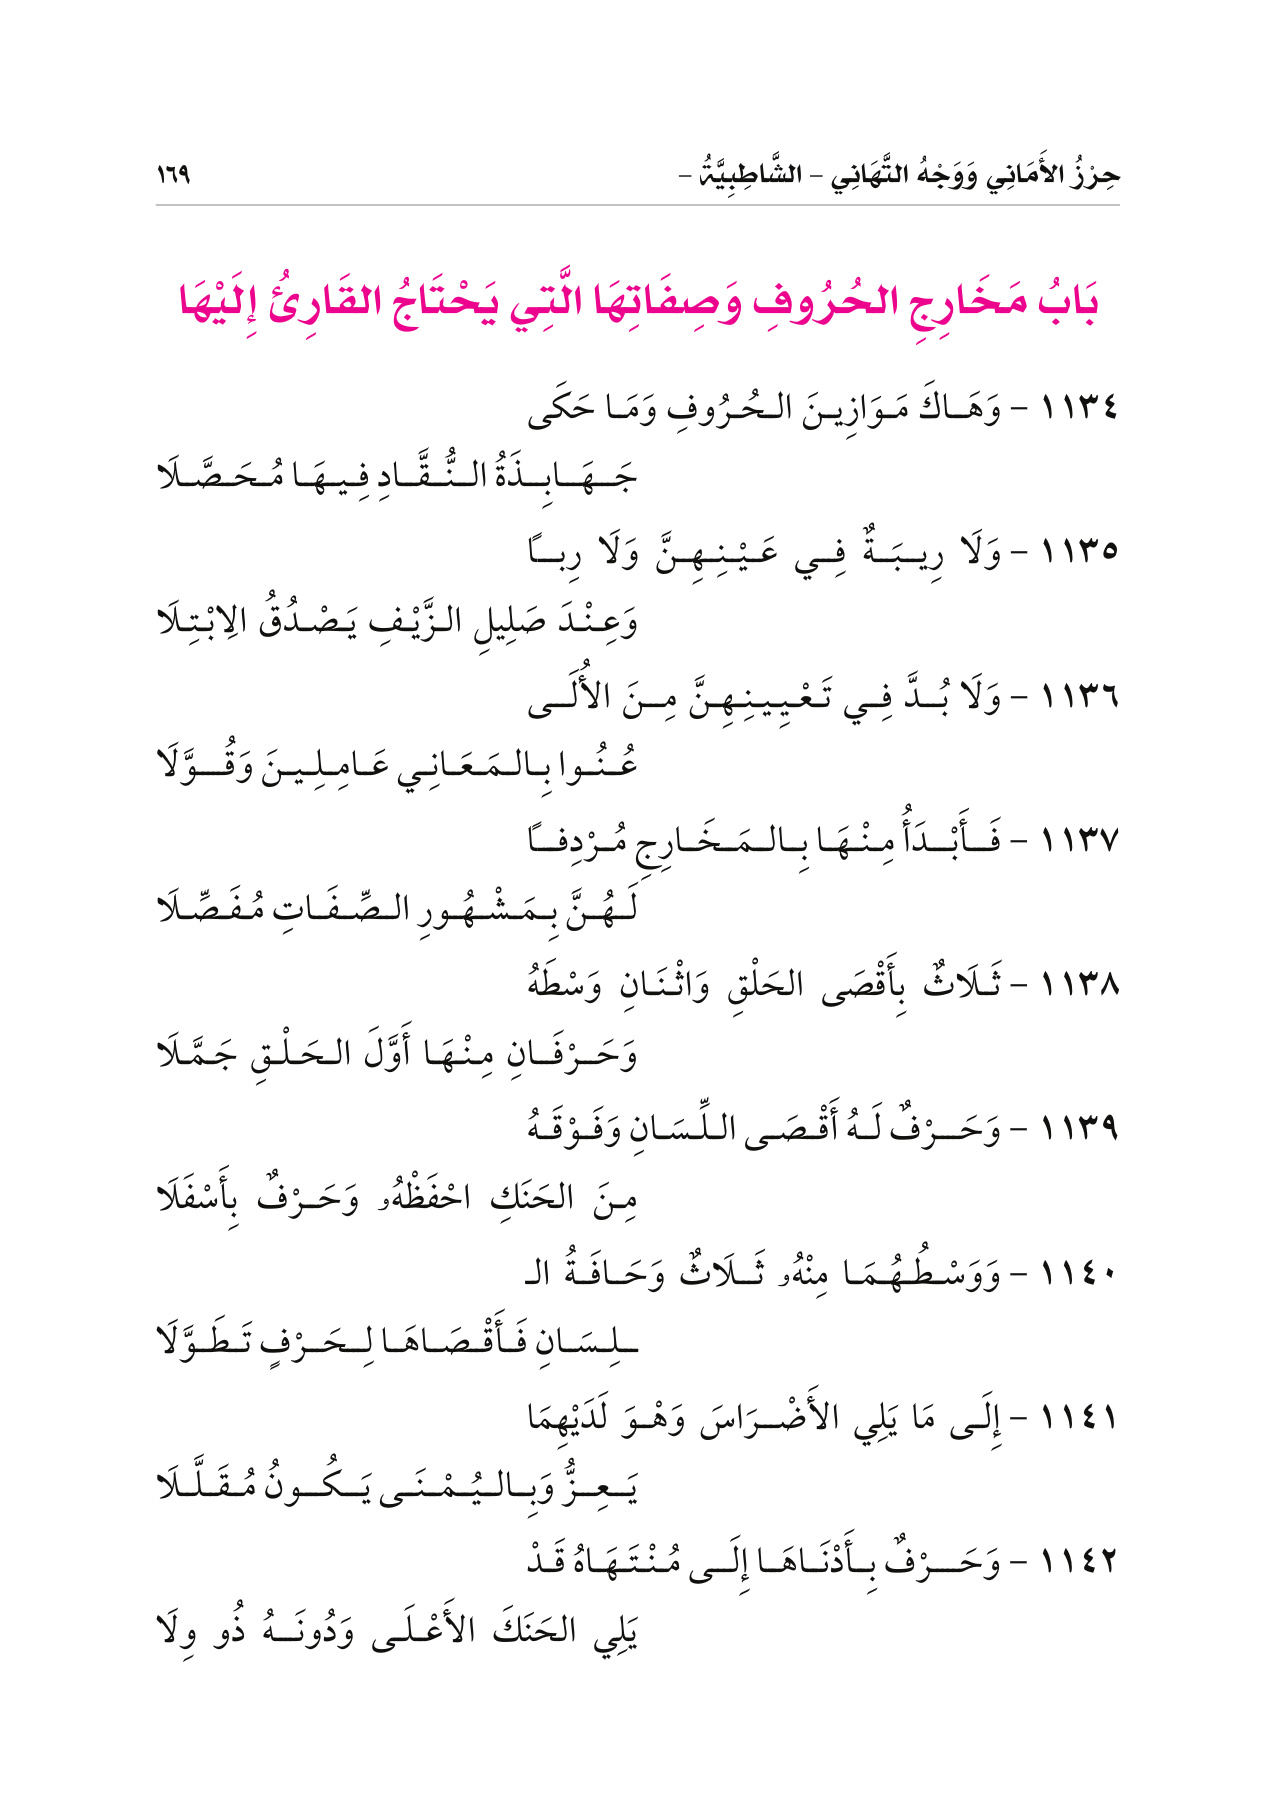 حِرْزُ الأَمَانِي وَوَجْهُ التَّهَانِي – الشَّاطِبِيَّةُ – ١٦٩
بَابُ مَخَارِجِ الحُرُوفِ وَصِفَاتِهَا الَّتِي يَحْتَاجُ القَارِئُ إِلَيْهَا
١١٣٤ – وَهَاكَ مَوَازِينَ الحُرُوفِ وَمَا حَكَى
جَهَابِذَةُ النُّقَّادِ فِيهَا مُحَصَّلَا
١١٣٥ – وَلَا رِيبَةٌ فِي عَيْنِهِنَّ وَلَا رِبًا
وَعِنْدَ صَلِيلِ الزَّيْفِ يَصْدُقُ الِابْتِلَا
١١٣٦ – وَلَا بُدَّ فِي تَعْيِينِهِنَّ مِنَ الأُلَى
عُنُوا بِالمَعَانِي عَامِلِينَ وَقُوَّلَا
١١٣٧ – فَأَبْدَأُ مِنْهَا بِالمَخَارِجِ مُرْدِفًا
لَهُنَّ بِمَشْهُورِ الصِّفَاتِ مُفَصِّلَا
١١٣٨ – ثَلَاثٌ بِأَقْصَى الحَلْقِ وَاثْنَانِ وَسْطَهُ
وَحَرْفَانِ مِنْهَا أَوَّلَ الحَلْقِ جَمَّلَا
١١٣٩ – وَحَرْفٌ لَهُ أَقْصَى اللِّسَانِ وَفَوْقَهُ
مِنَ الحَنَكِ احْفَظْهُۥ وَحَرْفٌ بِأَسْفَلَا
١١٤٠ – وَوَسْطُهُمَا مِنْهُۥ ثَلَاثٌ وَحَافَةُ الـ
ـلِسَانِ فَأَقْصَاهَا لِحَرْفٍ تَطَوَّلَا
١١٤١ – إِلَى مَا يَلِي الأَضْرَاسَ وَهْوَ لَدَيْهِمَا
يَعِزُّ وَبِاليُمْنَى يَكُونُ مُقَلَّلَا
١١٤٢ – وَحَرْفٌ بِأَدْنَاهَا إِلَى مُنْتَهَاهُ قَدْ
يَلِي الحَنَكَ الأَعْلَى وَدُونَهُ ذُو وِلَا